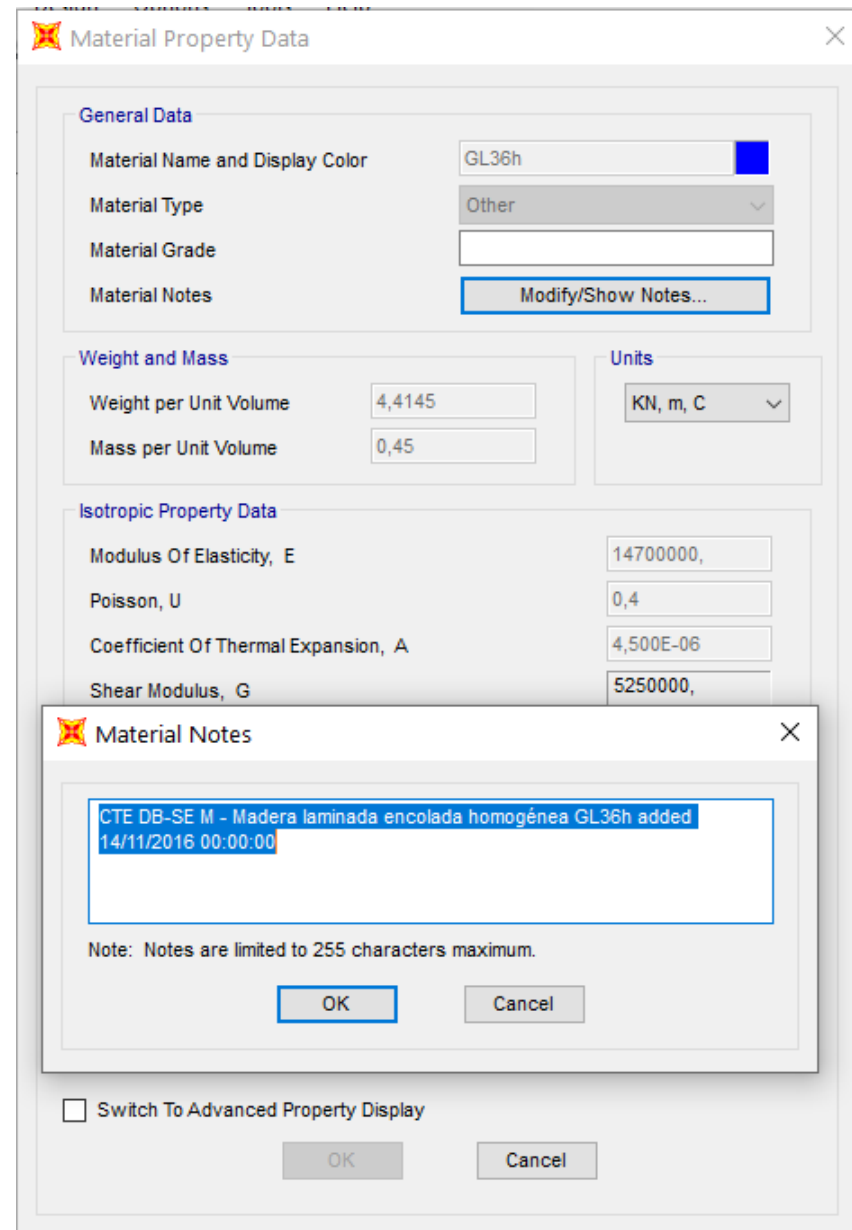 Material Property Data
General Data
Material Name and Display Color GL36h
Material Type Other
Material Grade
Material Notes Modify/Show Notes...
Weight and Mass
Weight per Unit Volume 4,4145
Mass per Unit Volume 0,45
Units
KN, m, C
Isotropic Property Data
Modulus Of Elasticity, E 14700000,
Poisson, U 0,4
Coefficient Of Thermal Expansion, A 4,500E-06
Shear Modulus, G 5250000,
Material Notes
CTE DB-SE M - Madera laminada encolada homogénea GL36h added
14/11/2016 00:00:00
Note: Notes are limited to 255 characters maximum.
OK Cancel
Switch To Advanced Property Display
OK Cancel